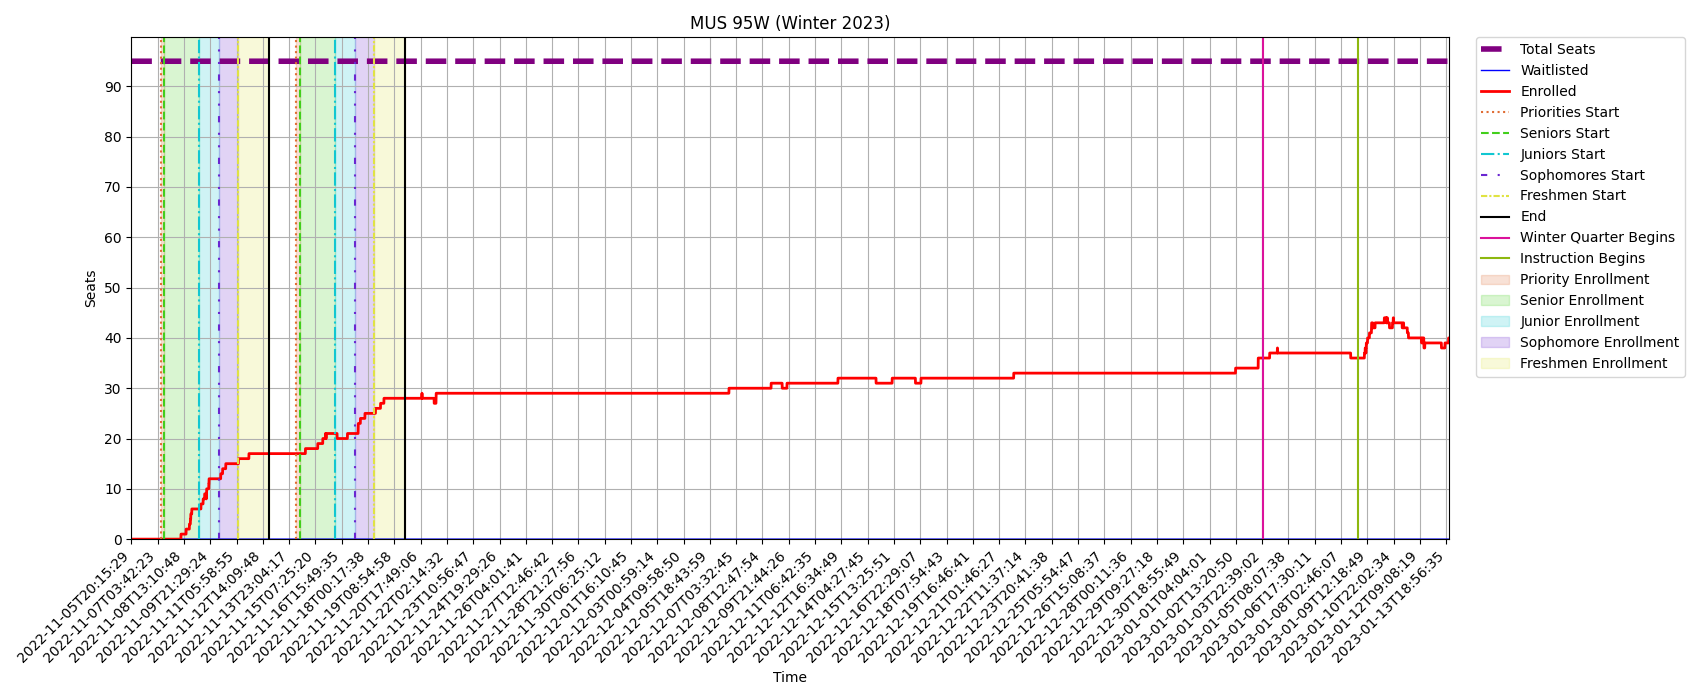 MUS 95W (Winter 2023)
Seats
90
80
70
60
50
40
30
20
10
0
2022-11-05T20:15:29
2022-11-07T03:42:23
2022-11-08T13:10:48
2022-11-09T21:29:24
2022-11-11T05:58:55
2022-11-12T14:09:48
2022-11-13T23:04:17
2022-11-15T07:25:20
2022-11-16T15:49:35
2022-11-18T00:17:38
2022-11-19T08:54:58
2022-11-20T17:49:06
2022-11-22T02:14:32
2022-11-23T10:56:47
2022-11-24T19:29:26
2022-11-26T04:01:41
2022-11-27T12:46:42
2022-11-28T21:27:56
2022-11-30T06:25:12
2022-12-01T16:10:45
2022-12-03T00:59:14
2022-12-04T09:58:50
2022-12-05T18:43:59
2022-12-07T03:32:45
2022-12-08T12:47:54
2022-12-09T21:44:26
2022-12-11T06:42:35
2022-12-12T16:34:49
2022-12-14T04:27:45
2022-12-15T13:25:51
2022-12-16T22:29:07
2022-12-18T07:54:43
2022-12-19T16:46:41
2022-12-21T01:46:27
2022-12-22T11:37:14
2022-12-23T20:41:38
2022-12-25T05:54:47
2022-12-26T15:08:37
2022-12-28T00:11:36
2022-12-29T09:27:18
2022-12-30T18:55:49
2023-01-01T04:04:01
2023-01-02T13:20:50
2023-01-03T22:39:02
2023-01-05T08:07:38
2023-01-06T17:30:11
2023-01-08T02:46:07
2023-01-09T12:18:49
2023-01-10T22:02:34
2023-01-12T09:08:19
2023-01-13T18:56:35
Time
Total Seats
Waitlisted
Enrolled
Priorities Start
Seniors Start
Juniors Start
Sophomores Start
Freshmen Start
End
Winter Quarter Begins
Instruction Begins
Priority Enrollment
Senior Enrollment
Junior Enrollment
Sophomore Enrollment
Freshmen Enrollment